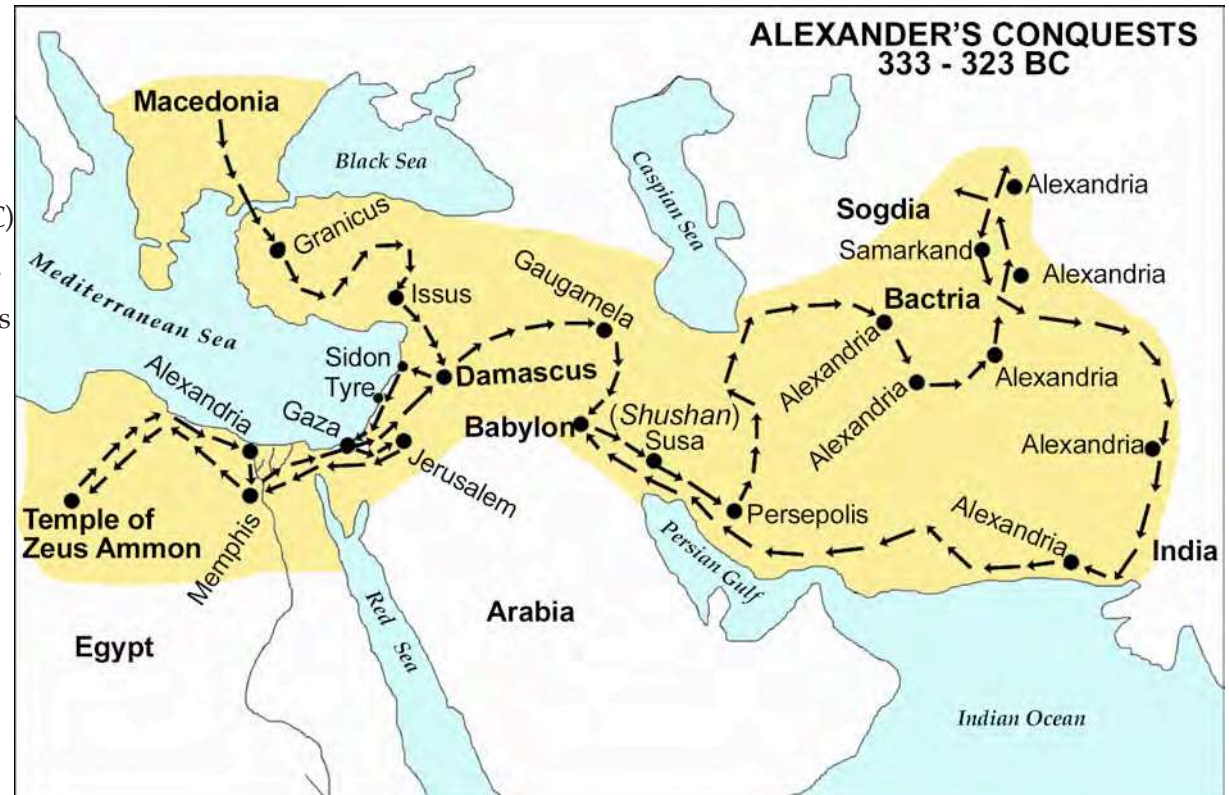 ALEXANDER'S CONQUESTS
333 - 323 BC
Macedonia
Black Sea
Caspian Sea
Alexandria
Sogdia
C)
Granicus
Samarkand
Mediterranean Sea
Gaugamela
Alexandria
Issus
Bactria
s
Sidon
Tyre
Damascus
Alexandria
Alexandria
Alexandria
Alexandria
Gaza
Babylon
(Shushan)
Susa
Alexandria
Jerusalem
Persepolis
Temple of
Zeus Ammon
Memphis
Alexandria
India
Persian Gulf
Red Sea
Arabia
Egypt
Indian Ocean